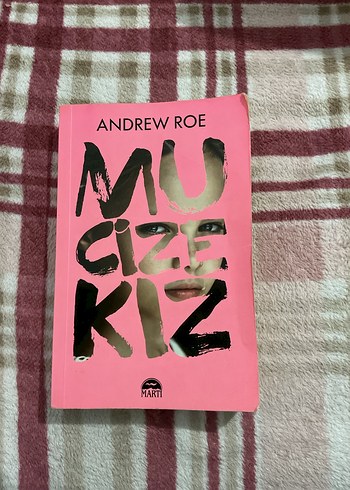 ANDREW ROE
MU
CİZE
KIZ
MARTI